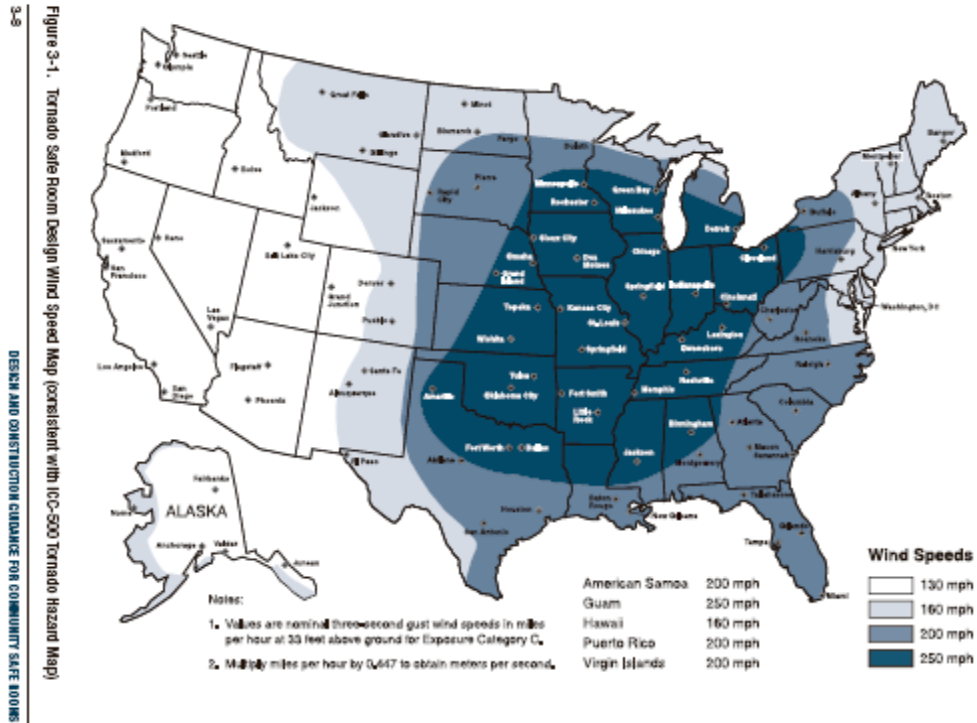 3-8
DESIGN AND CONSTRUCTION GUIDANCE FOR COMMUNITY SAFE ROOMS
Figure 3-1. Tornado Safe Room Design Wind Speed Map (consistent with ICC-500 Tornado Hazard Map)
Seattle
Olympia
Portland
Medford
Boise
Great Falls
Glendive
Billings
Minot
Bismarck
Fargo
Duluth
Pierre
Rapid City
Jackson
Minneapolis
Rochester
Green Bay
Milwaukee
Detroit
Buffalo
Albany
Montpelier
Bangor
Boston
New York
Harrisburg
Cleveland
Chicago
Sioux City
Des Moines
Omaha
Grand Island
Sacramento
San Francisco
Reno
Salt Lake City
Las Vegas
Los Angeles
San Diego
Grand Junction
Denver
Pueblo
Topeka
Kansas City
Wichita
Springfield
Indianapolis
Cincinnati
St. Louis
Springfield
Lexington
Owensboro
Charleston
Roanoke
Washington, DC
Raleigh
Flagstaff
Phoenix
Santa Fe
Albuquerque
Amarillo
Tulsa
Oklahoma City
Fort Smith
Little Rock
Memphis
Nashville
Birmingham
Atlanta
Columbia
Macon
Savannah
Montgomery
Jackson
Fort Worth
Dallas
Abilene
El Paso
Houston
San Antonio
Baton Rouge
New Orleans
Tallahassee
Orlando
Tampa
Miami
Fairbanks
Nome
ALASKA
Anchorage
Valdez
Juneau
Notes:
1. Values are nominal three-second gust wind speeds in miles
per hour at 33 feet above ground for Exposure Category C.
2. Multiply miles per hour by 0.447 to obtain meters per second.
American Samoa 200 mph
Guam 250 mph
Hawaii 160 mph
Puerto Rico 200 mph
Virgin Islands 200 mph
Wind Speeds
130 mph
160 mph
200 mph
250 mph